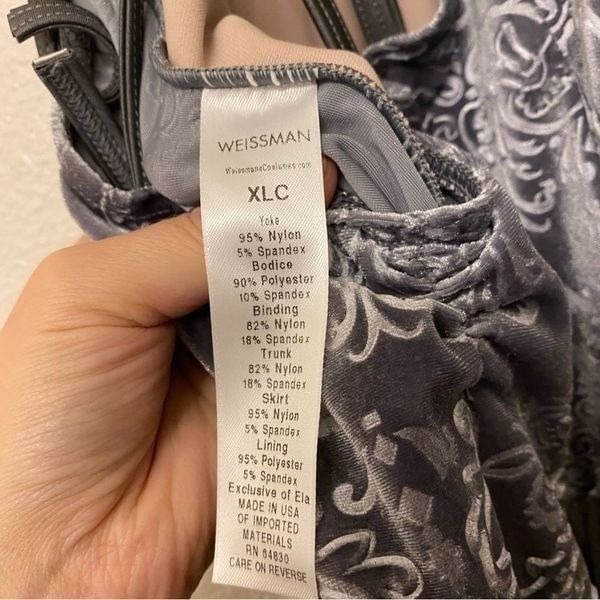 WEISSMAN
WeissmansCostumes.com
XLC
Yoke
95% Nylon
5% Spandex
Bodice
90% Polyester
10% Spandex
Binding
82% Nylon
18% Spandex
Trunk
82% Nylon
18% Spandex
Skirt
95% Nylon
5% Spandex
Lining
95% Polyester
5% Spandex
Exclusive of Ela
MADE IN USA
OF IMPORTED
MATERIALS
RN 64830
CARE ON REVERSE